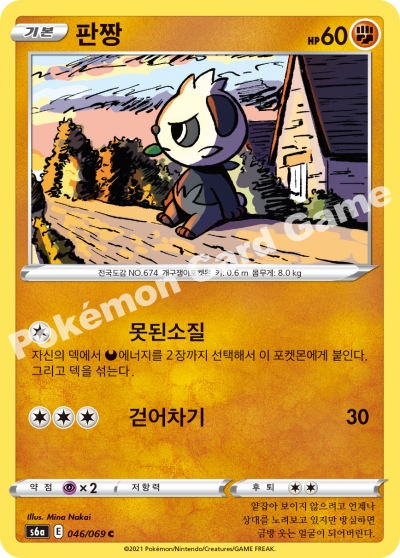 기본 판짱 HP 60
전국도감 NO.674 개구쟁이포켓몬 키: 0.6 m 몸무게: 8.0 kg
Pokémon Card Game
못된소질
자신의 덱에서 에너지를 2장까지 선택해서 이 포켓몬에게 붙인다.
그리고 덱을 섞는다.
걷어차기 30
약점 ×2 저항력 후퇴
Illus. Mina Nakai
얕잡아 보이지 않으려고 언제나
상대를 노려보고 있지만 방심하면
금방 웃는 얼굴이 되어버린다.
s6a E 046/069 C
©2021 Pokémon/Nintendo/Creatures/GAME FREAK.